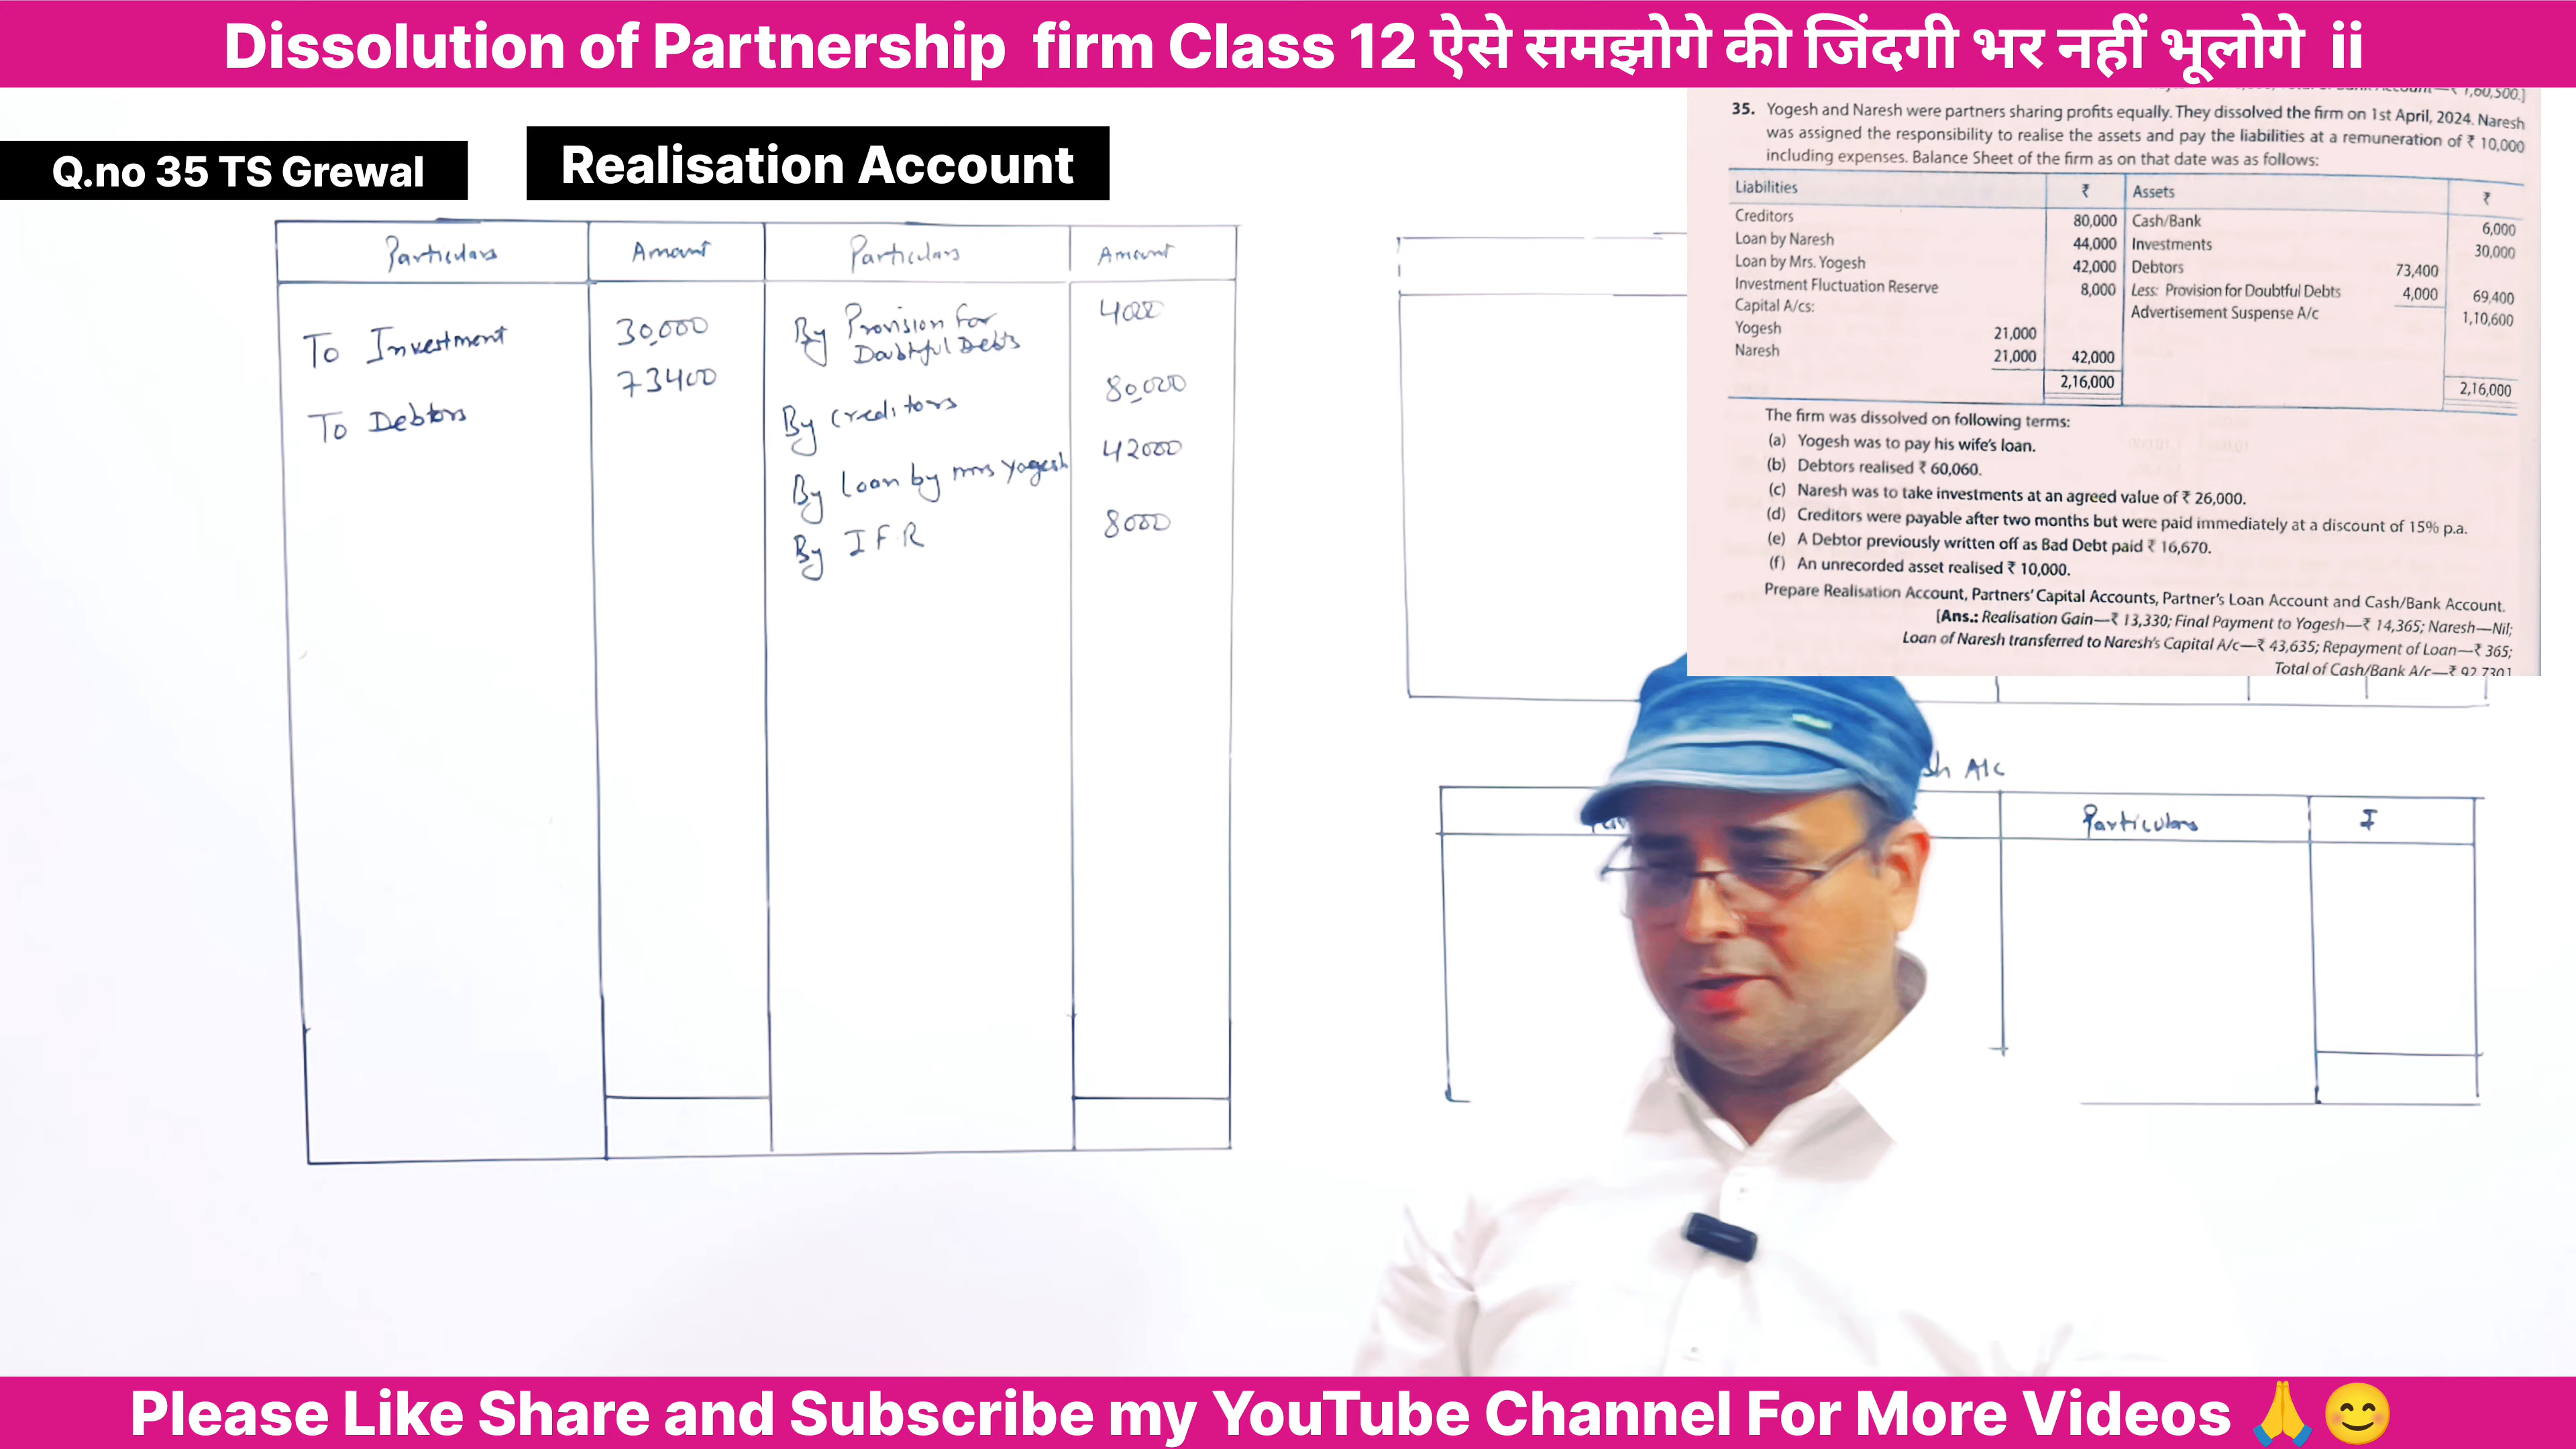 Dissolution of Partnership firm Class 12 ऐसे समझोगे की जिंदगी भर नहीं भूलोगे ii
Q.no 35 TS Grewal
Realisation Account
Particulars Amount Particulars Amount
To Investment 30,000 By Provision for Doubtful Debts 4000
To Debtors 73400 By Creditors 80,000
By loan by mrs yogesh 42000
By I F R 8000
1,60,500.]
35. Yogesh and Naresh were partners sharing profits equally. They dissolved the firm on 1st April, 2024. Naresh
was assigned the responsibility to realise the assets and pay the liabilities at a remuneration of ₹ 10,000
including expenses. Balance Sheet of the firm as on that date was as follows:
Liabilities ₹ Assets ₹
Creditors 80,000 Cash/Bank 6,000
Loan by Naresh 44,000 Investments 30,000
Loan by Mrs. Yogesh 42,000 Debtors 73,400
Investment Fluctuation Reserve 8,000 Less: Provision for Doubtful Debts 4,000 69,400
Capital A/cs: Advertisement Suspense A/c 1,10,600
Yogesh 21,000
Naresh 21,000 42,000
2,16,000 2,16,000
The firm was dissolved on following terms:
(a) Yogesh was to pay his wife's loan.
(b) Debtors realised ₹ 60,060.
(c) Naresh was to take investments at an agreed value of ₹ 26,000.
(d) Creditors were payable after two months but were paid immediately at a discount of 15% p.a.
(e) A Debtor previously written off as Bad Debt paid ₹ 16,670.
(f) An unrecorded asset realised ₹ 10,000.
Prepare Realisation Account, Partners' Capital Accounts, Partner's Loan Account and Cash/Bank Account.
[Ans.: Realisation Gain—₹ 13,330; Final Payment to Yogesh—₹ 14,365; Naresh—Nil;
Loan of Naresh transferred to Naresh's Capital A/c—₹ 43,635; Repayment of Loan—₹ 365;
Total of Cash/Bank A/c—₹ 92,730]
sh A/c
Particulars ₹
Please Like Share and Subscribe my YouTube Channel For More Videos 🙏😊